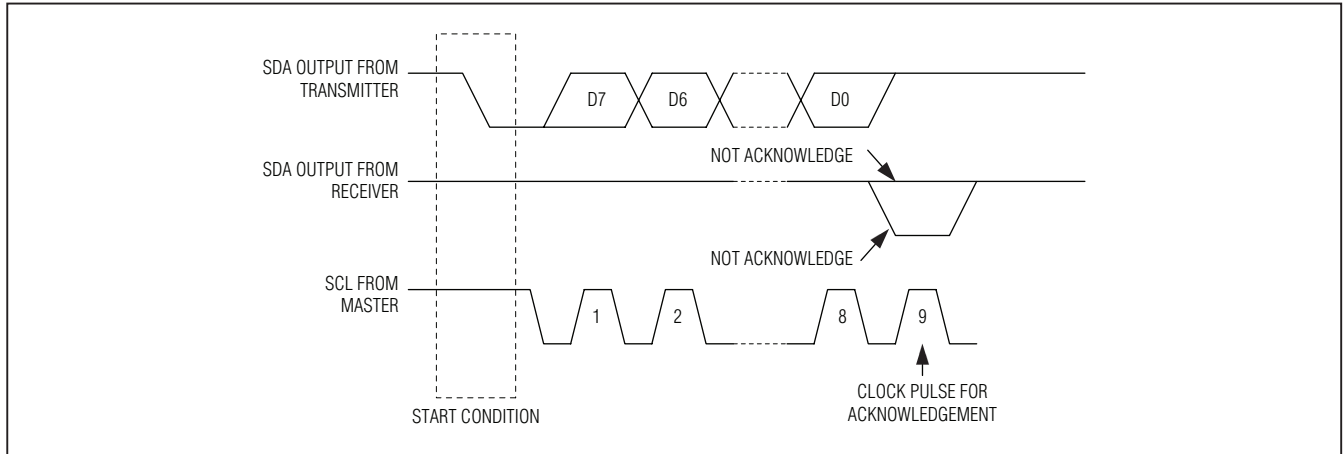 SDA OUTPUT FROM
TRANSMITTER
D7
D6
D0
NOT ACKNOWLEDGE
SDA OUTPUT FROM
RECEIVER
NOT ACKNOWLEDGE
SCL FROM
MASTER
1
2
8
9
CLOCK PULSE FOR
ACKNOWLEDGEMENT
START CONDITION